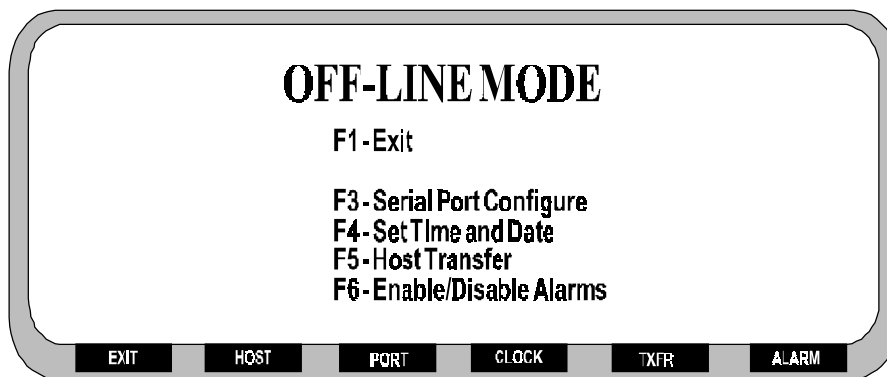 OFF-LINE MODE
F1-Exit
F3-Serial Port Configure
F4-Set TIme and Date
F5-Host Transfer
F6-Enable/Disable Alarms
EXIT HOST PORT CLOCK TXFR ALARM